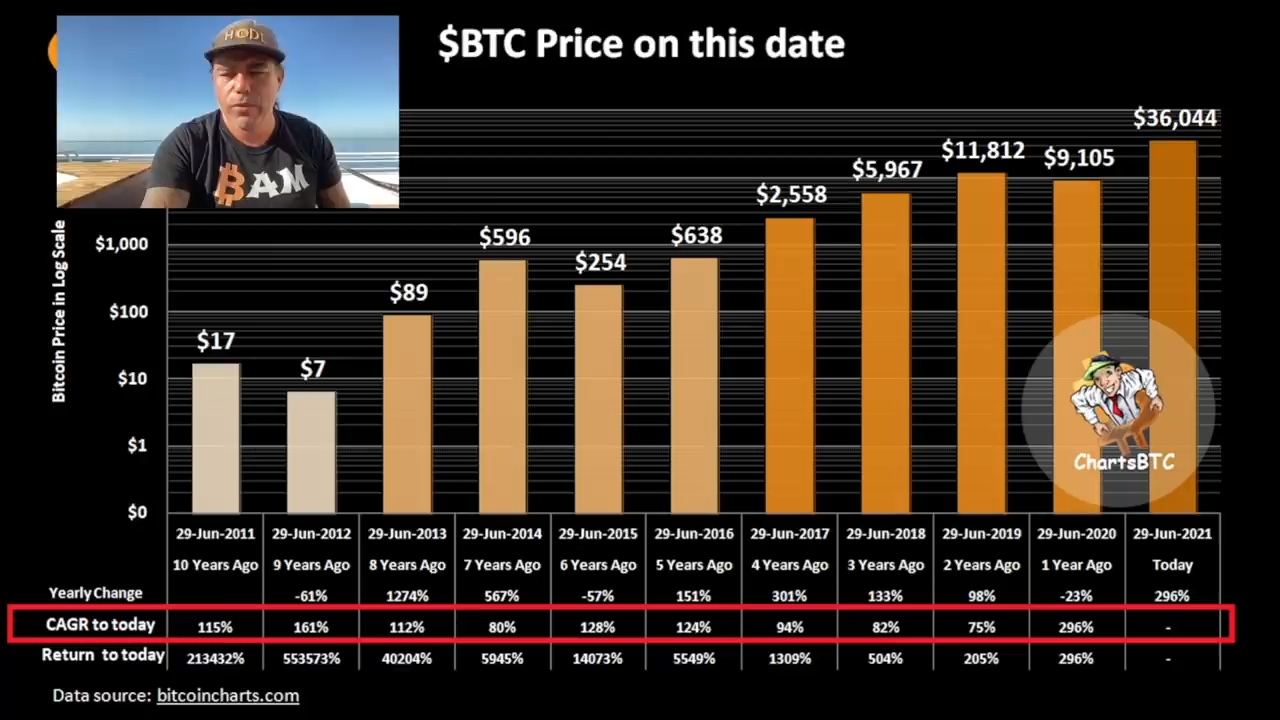 $BTC Price on this date
HODL
BAM
Bitcoin Price in Log Scale
$1,000
$100
$10
$1
$0
$17
$7
$89
$596
$254
$638
$2,558
$5,967
$11,812
$9,105
$36,044
ChartsBTC
29-Jun-2011 29-Jun-2012 29-Jun-2013 29-Jun-2014 29-Jun-2015 29-Jun-2016 29-Jun-2017 29-Jun-2018 29-Jun-2019 29-Jun-2020 29-Jun-2021
10 Years Ago 9 Years Ago 8 Years Ago 7 Years Ago 6 Years Ago 5 Years Ago 4 Years Ago 3 Years Ago 2 Years Ago 1 Year Ago Today
Yearly Change -61% 1274% 567% -57% 151% 301% 133% 98% -23% 296%
CAGR to today 115% 161% 112% 80% 128% 124% 94% 82% 75% 296% -
Return to today 213432% 553573% 40204% 5945% 14073% 5549% 1309% 504% 205% 296% -
Data source: bitcoincharts.com